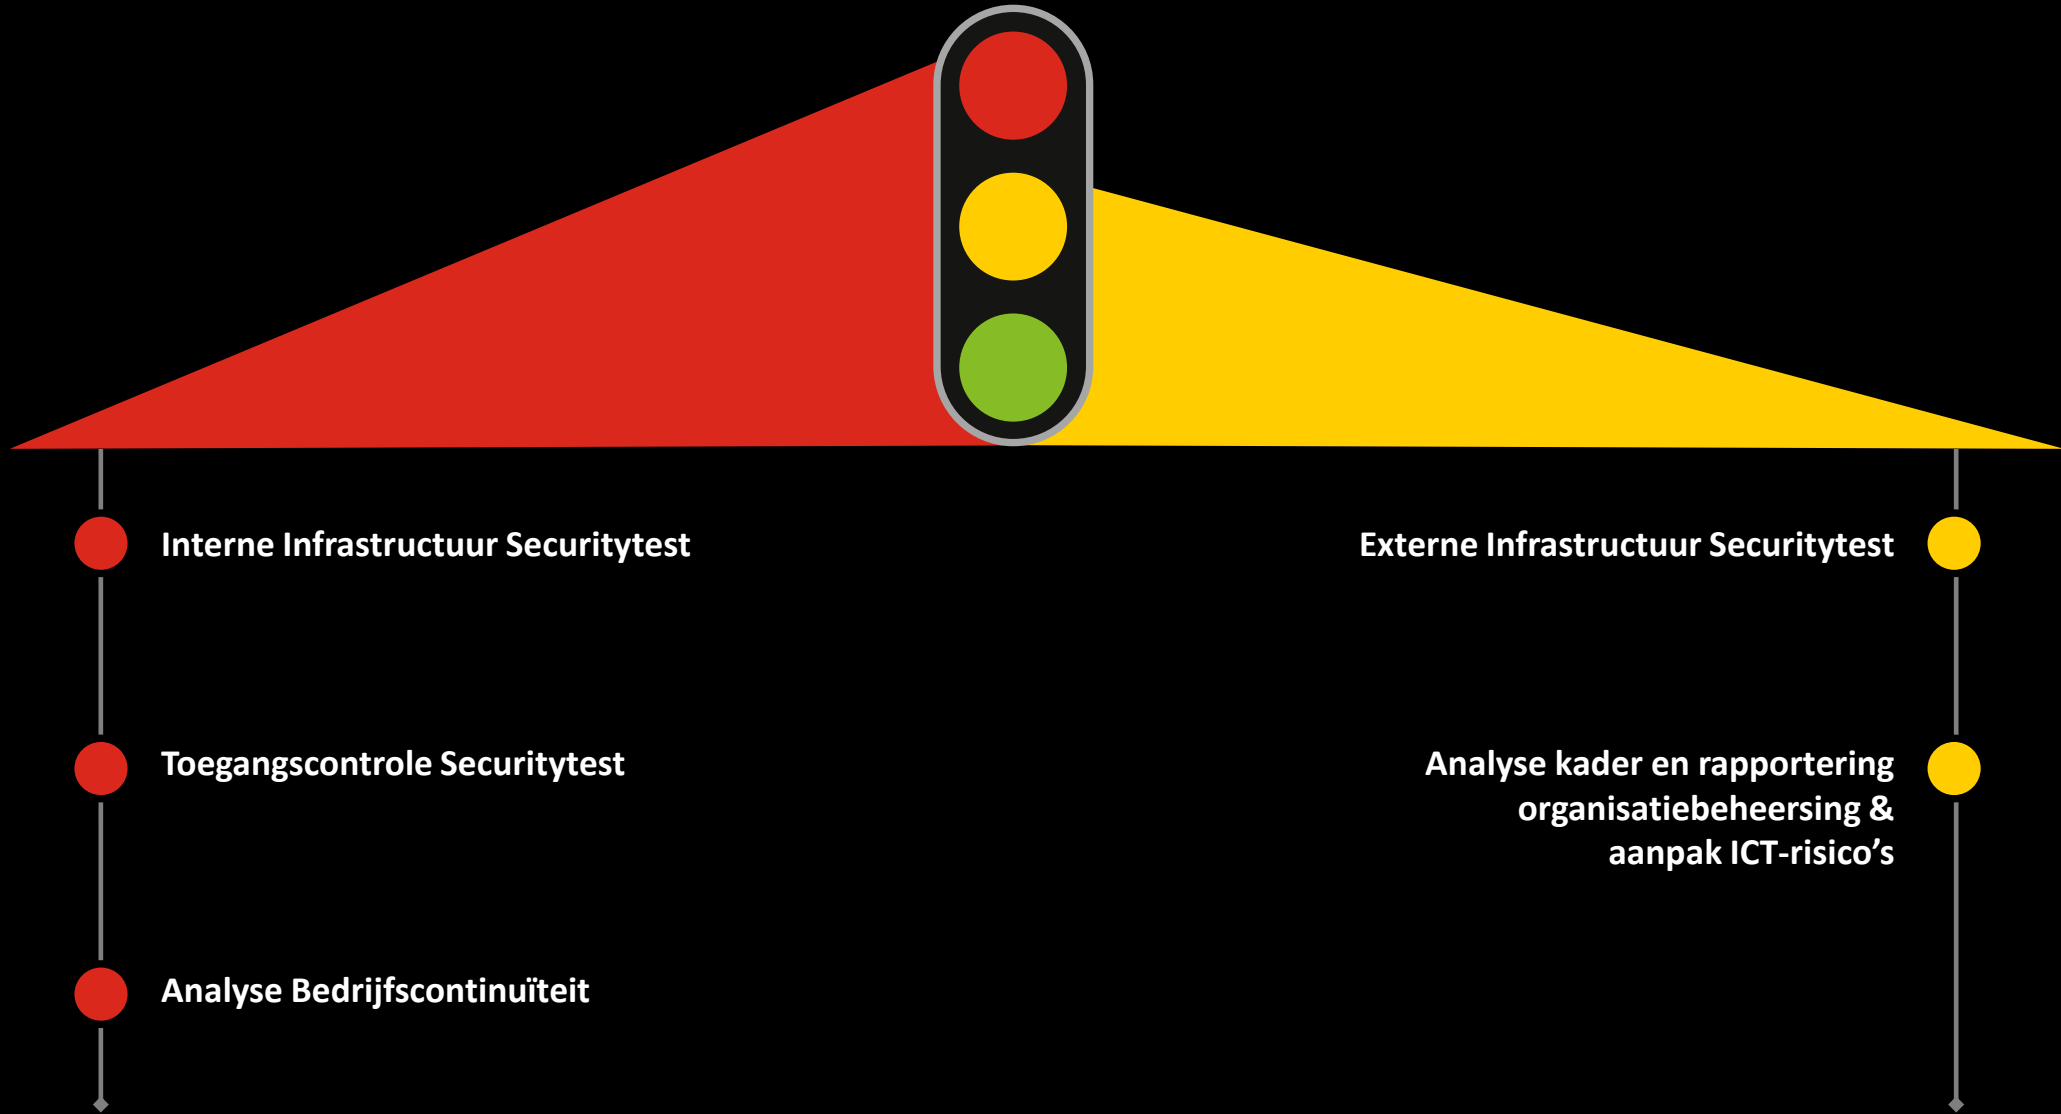 Interne Infrastructuur Securitytest
Toegangscontrole Securitytest
Analyse Bedrijfscontinuïteit
Externe Infrastructuur Securitytest
Analyse kader en rapportering
organisatiebeheersing &
aanpak ICT-risico’s